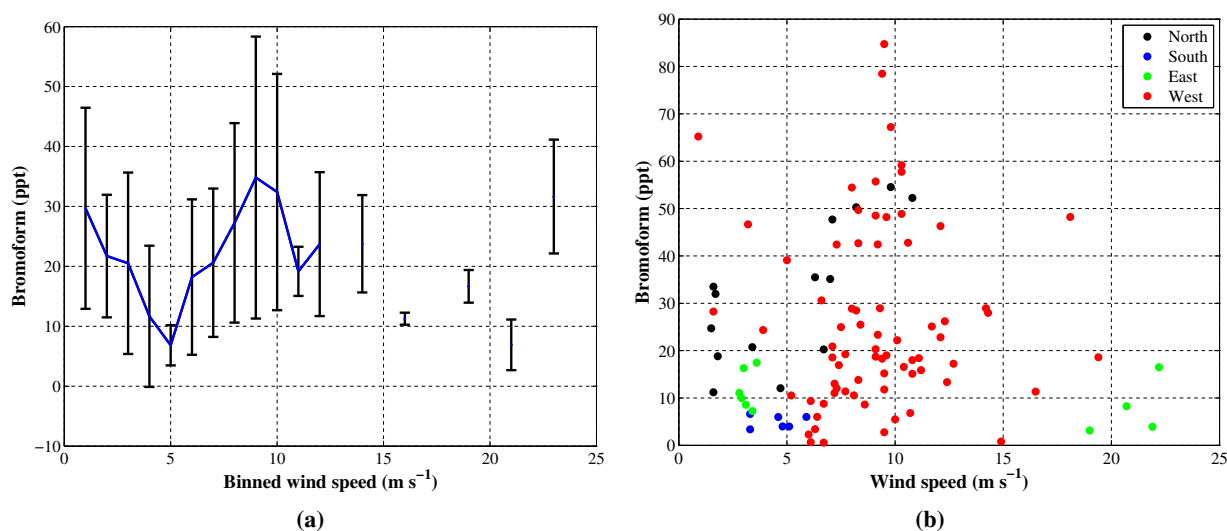 60
50
40
30
20
10
0
−10
0 5 10 15 20 25
Bromoform (ppt)
Binned wind speed (m s⁻¹)
(a)
90
80
70
60
50
40
30
20
10
0
0 5 10 15 20 25
Bromoform (ppt)
Wind speed (m s⁻¹)
North
South
East
West
(b)